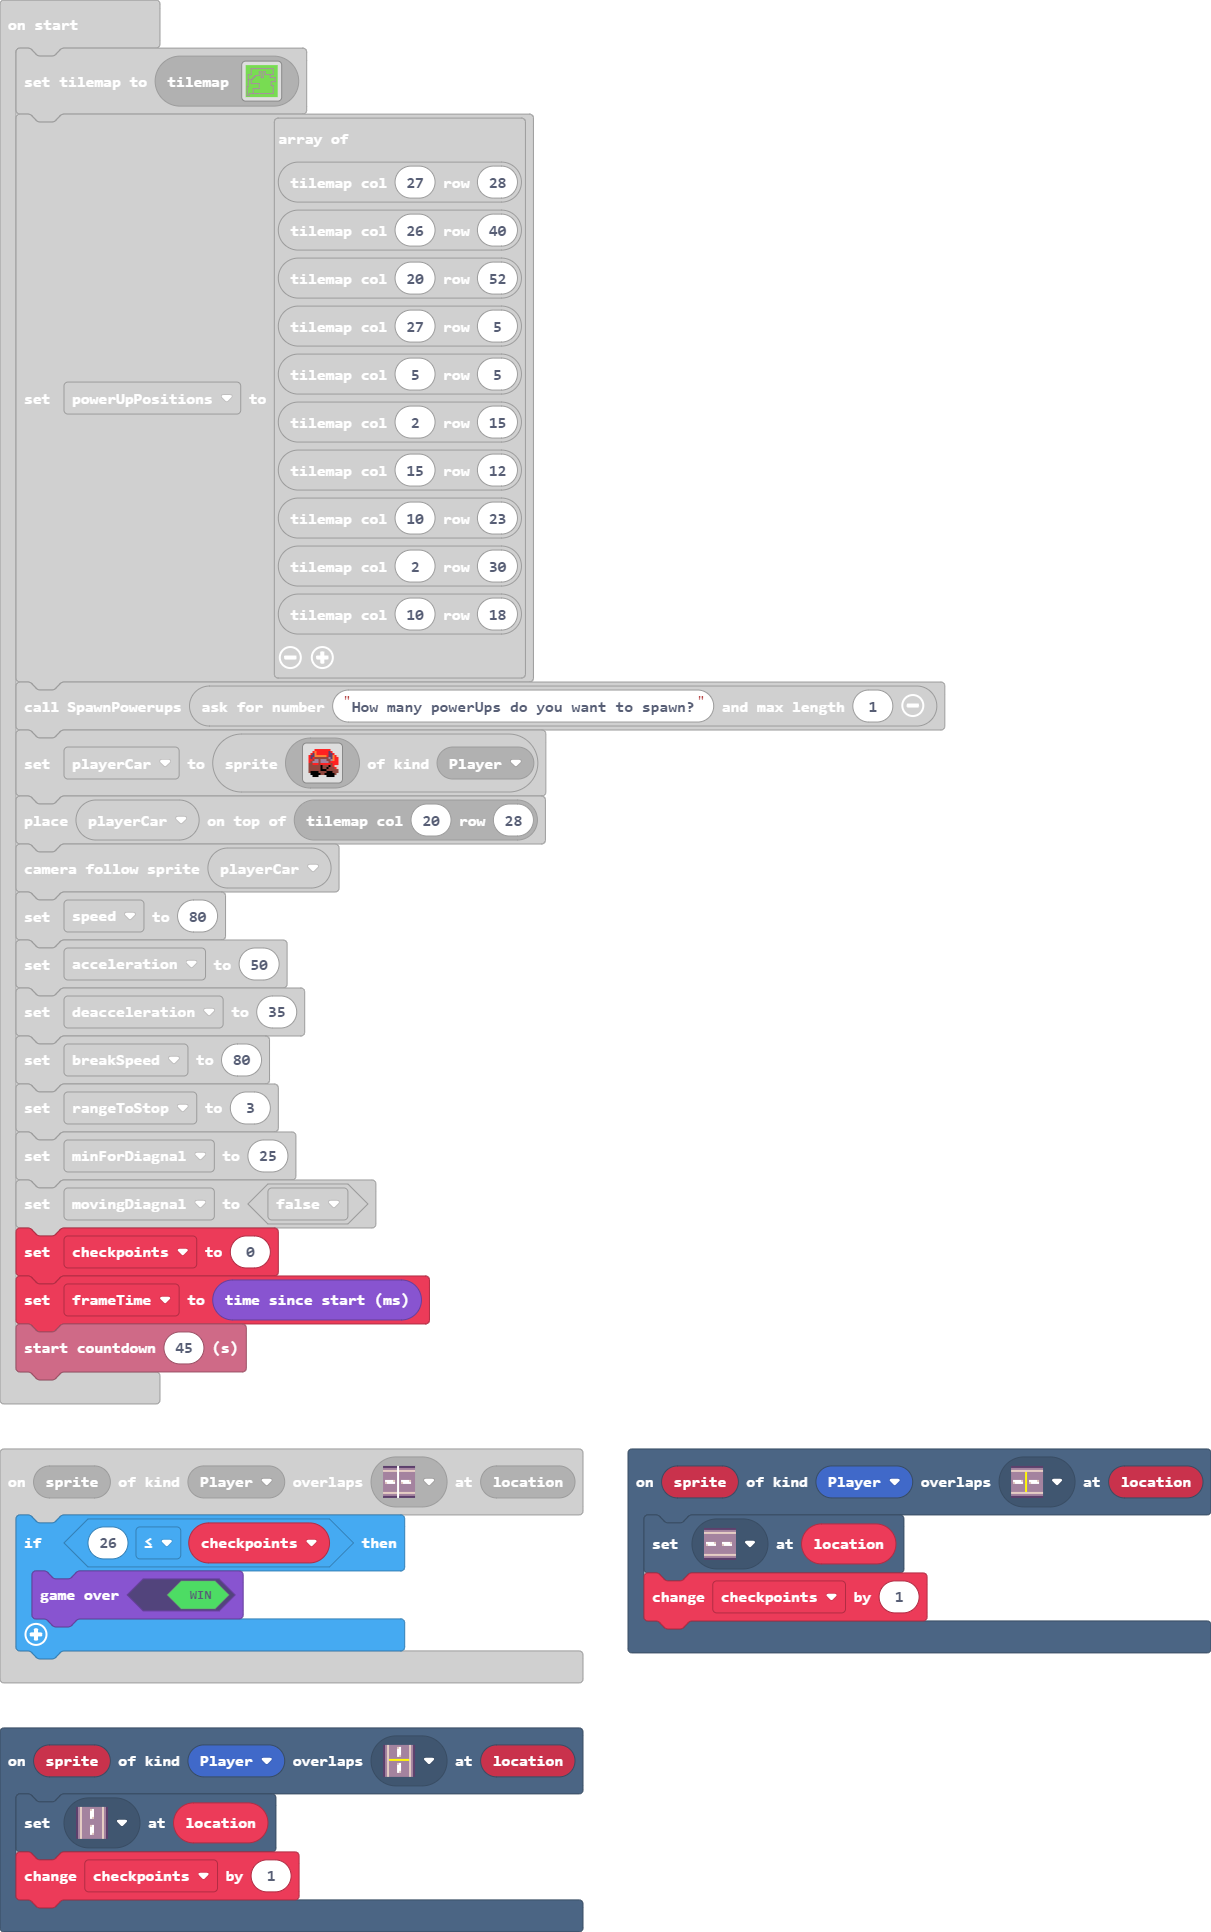 on start
set tilemap to tilemap
array of
tilemap col 27 row 28
tilemap col 26 row 40
tilemap col 20 row 52
tilemap col 27 row 5
tilemap col 5 row 5
set powerUpPositions to
tilemap col 2 row 15
tilemap col 15 row 12
tilemap col 10 row 23
tilemap col 2 row 30
tilemap col 10 row 18
call SpawnPowerups ask for number "How many powerUps do you want to spawn?" and max length 1
set playerCar to sprite of kind Player
place playerCar on top of tilemap col 20 row 28
camera follow sprite playerCar
set speed to 80
set acceleration to 50
set deacceleration to 35
set breakSpeed to 80
set rangeToStop to 3
set minForDiagnal to 25
set movingDiagnal to false
set checkpoints to 0
set frameTime to time since start (ms)
start countdown 45 (s)
on sprite of kind Player overlaps at location
if 26 ≤ checkpoints then
game over WIN
on sprite of kind Player overlaps at location
set at location
change checkpoints by 1
on sprite of kind Player overlaps at location
set at location
change checkpoints by 1